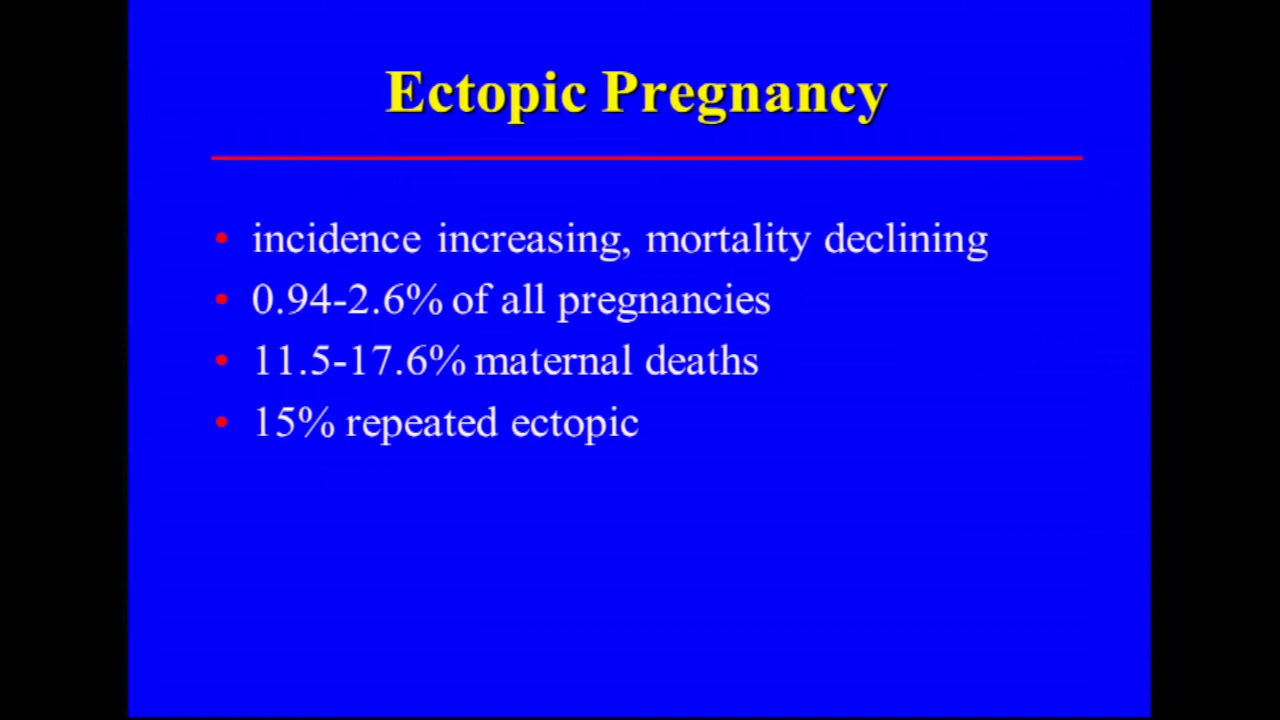 Ectopic Pregnancy
• incidence increasing, mortality declining
• 0.94-2.6% of all pregnancies
• 11.5-17.6% maternal deaths
• 15% repeated ectopic